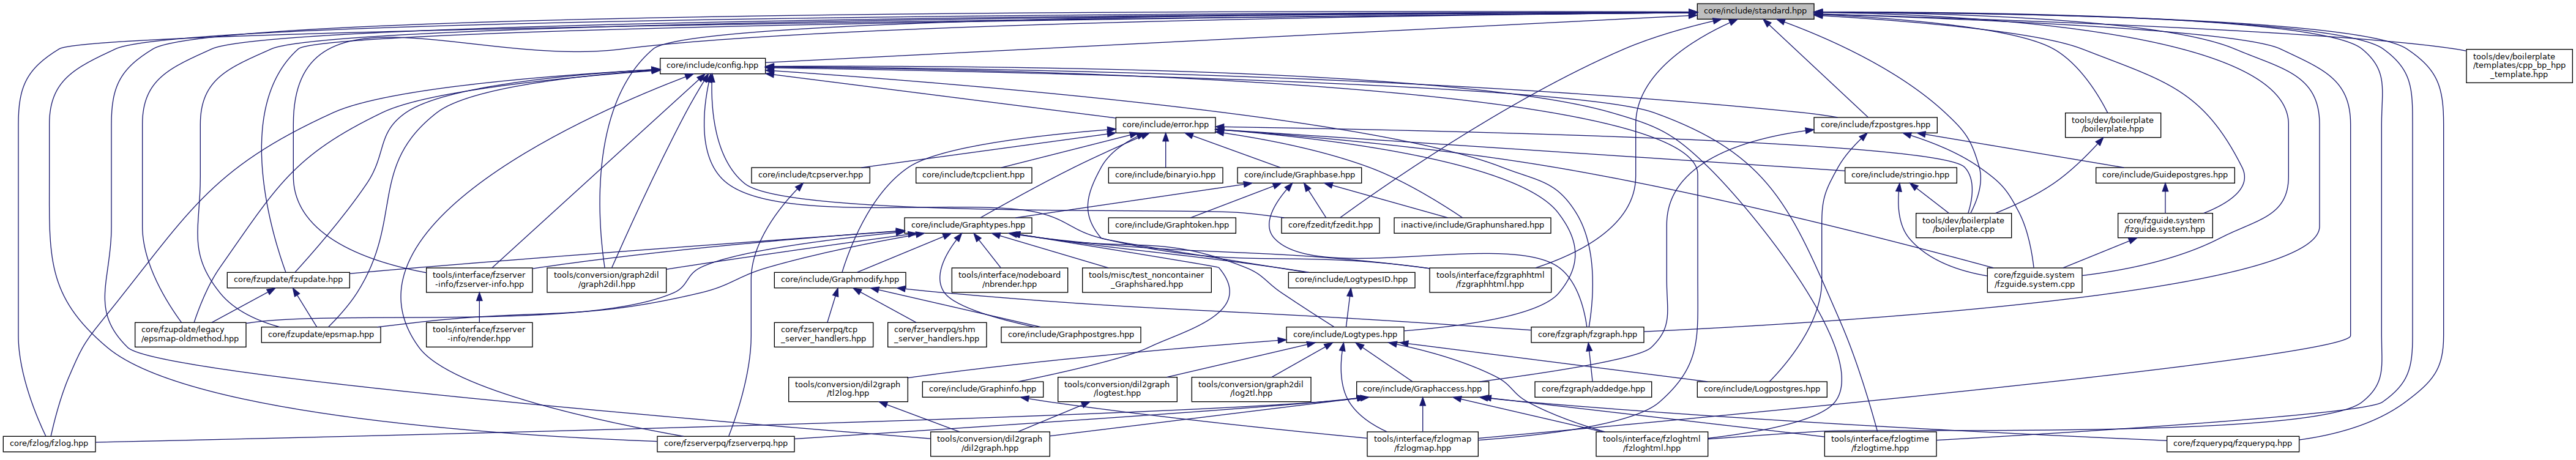 core/include/standard.hpp
core/include/config.hpp
tools/dev/boilerplate
/templates/cpp_bp_hpp
_template.hpp
core/include/error.hpp
core/include/fzpostgres.hpp
tools/dev/boilerplate
/boilerplate.hpp
core/include/tcpserver.hpp
core/include/tcpclient.hpp
core/include/binaryio.hpp
core/include/Graphbase.hpp
core/include/stringio.hpp
core/include/Guidepostgres.hpp
core/include/Graphtypes.hpp
core/include/Graphtoken.hpp
core/fzedit/fzedit.hpp
inactive/include/Graphunshared.hpp
tools/dev/boilerplate
/boilerplate.cpp
core/fzguide.system
/fzguide.system.hpp
core/fzupdate/fzupdate.hpp
tools/interface/fzserver
-info/fzserver-info.hpp
tools/conversion/graph2dil
/graph2dil.hpp
core/include/Graphmodify.hpp
tools/interface/nodeboard
/nbrender.hpp
tools/misc/test_noncontainer
_Graphshared.hpp
core/include/LogtypesID.hpp
tools/interface/fzgraphhtml
/fzgraphhtml.hpp
core/fzguide.system
/fzguide.system.cpp
core/fzupdate/legacy
/epsmap-oldmethod.hpp
core/fzupdate/epsmap.hpp
tools/interface/fzserver
-info/render.hpp
core/fzserverpq/tcp
_server_handlers.hpp
core/fzserverpq/shm
_server_handlers.hpp
core/include/Graphpostgres.hpp
core/include/Logtypes.hpp
core/fzgraph/fzgraph.hpp
tools/conversion/dil2graph
/tl2log.hpp
core/include/Graphinfo.hpp
tools/conversion/dil2graph
/logtest.hpp
tools/conversion/graph2dil
/log2tl.hpp
core/include/Graphaccess.hpp
core/fzgraph/addedge.hpp
core/include/Logpostgres.hpp
core/fzlog/fzlog.hpp
core/fzserverpq/fzserverpq.hpp
tools/conversion/dil2graph
/dil2graph.hpp
tools/interface/fzlogmap
/fzlogmap.hpp
tools/interface/fzloghtml
/fzloghtml.hpp
tools/interface/fzlogtime
/fzlogtime.hpp
core/fzquerypq/fzquerypq.hpp